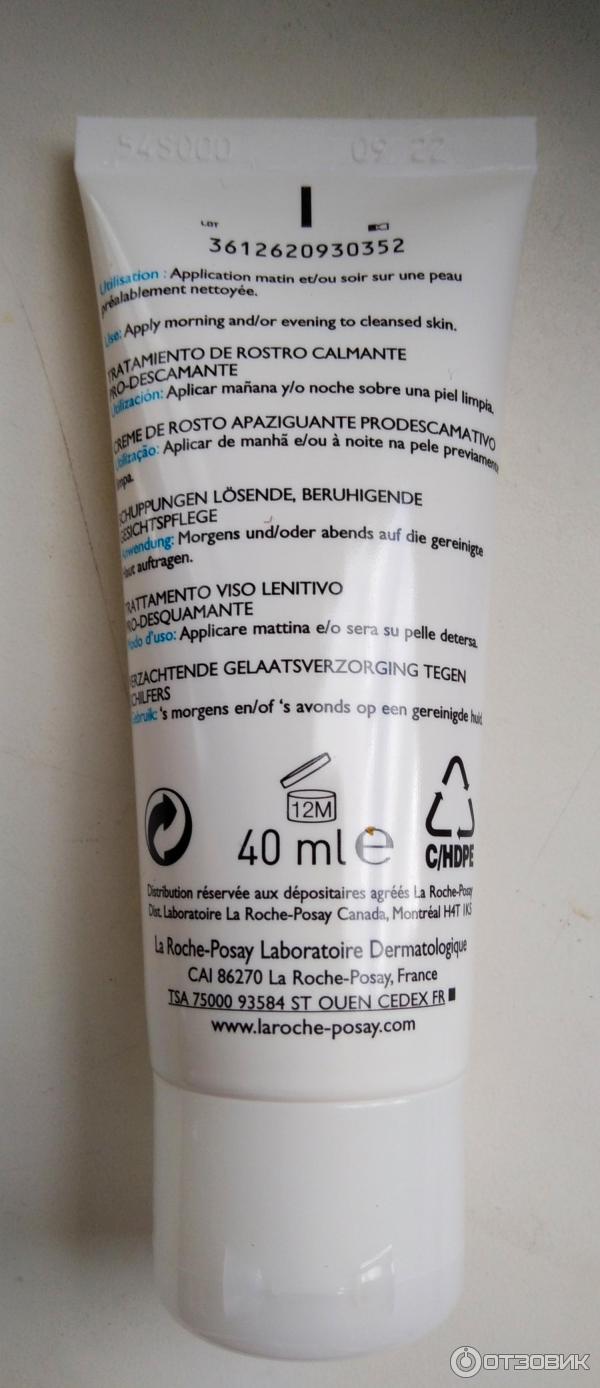 54S000 09 22
LOT
3612620930352
Utilisation : Application matin et/ou soir sur une peau
préalablement nettoyée.
Use: Apply morning and/or evening to cleansed skin.
TRATAMIENTO DE ROSTRO CALMANTE
PRO-DESCAMANTE
Utilización: Aplicar mañana y/o noche sobre una piel limpia.
CREME DE ROSTO APAZIGUANTE PRODESCAMATIVO
Utilização: Aplicar de manhã e/ou à noite na pele previamente
limpa.
SCHUPPUNGEN LÖSENDE, BERUHIGENDE
GESICHTSPFLEGE
Anwendung: Morgens und/oder abends auf die gereinigte
Haut auftragen.
TRATTAMENTO VISO LENITIVO
PRO-DESQUAMANTE
Modo d'uso: Applicare mattina e/o sera su pelle detersa.
VERZACHTENDE GELAATSVERZORGING TEGEN
SCHILFERS
Gebruik: 's morgens en/of 's avonds op een gereinigde huid.
12M
40 ml e
C/HDPE
Distribution réservée aux dépositaires agréés La Roche-Posay
Dist. Laboratoire La Roche-Posay Canada, Montréal H4T 1K5
La Roche-Posay Laboratoire Dermatologique
CAI 86270 La Roche-Posay, France
TSA 75000 93584 ST OUEN CEDEX FR
www.laroche-posay.com
ОТЗОВИК